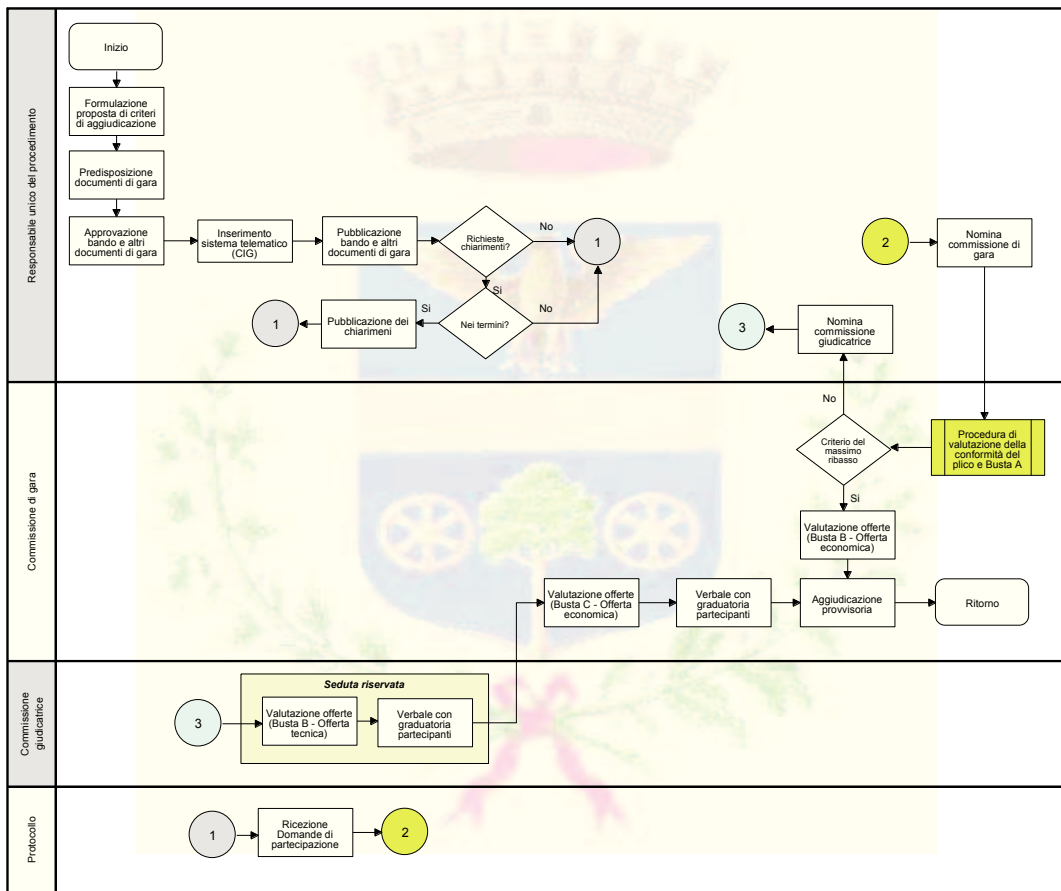 Responsabile unico del procedimento
Inizio
Formulazione
proposta di criteri
di aggiudicazione
Predisposizione
documenti di gara
Approvazione
bando e altri
documenti di gara
Inserimento
sistema telematico
(CIG)
Pubblicazione
bando e altri
documenti di gara
Richieste
chiarimenti?
No
1
Si
Nei termini?
No
Si
Pubblicazione dei
chiarimeni
1
2
Nomina
commissione di
gara
Nomina
commissione
giudicatrice
3
Commissione di gara
No
Criterio del
massimo
ribasso
Procedura di
valutazione della
conformità del
plico e Busta A
Si
Valutazione offerte
(Busta B - Offerta
economica)
Valutazione offerte
(Busta C - Offerta
economica)
Verbale con
graduatoria
partecipanti
Aggiudicazione
provvisoria
Ritorno
Commissione
giudicatrice
Seduta riservata
3
Valutazione offerte
(Busta B - Offerta
tecnica)
Verbale con
graduatoria
partecipanti
Protocollo
1
Ricezione
Domande di
partecipazione
2